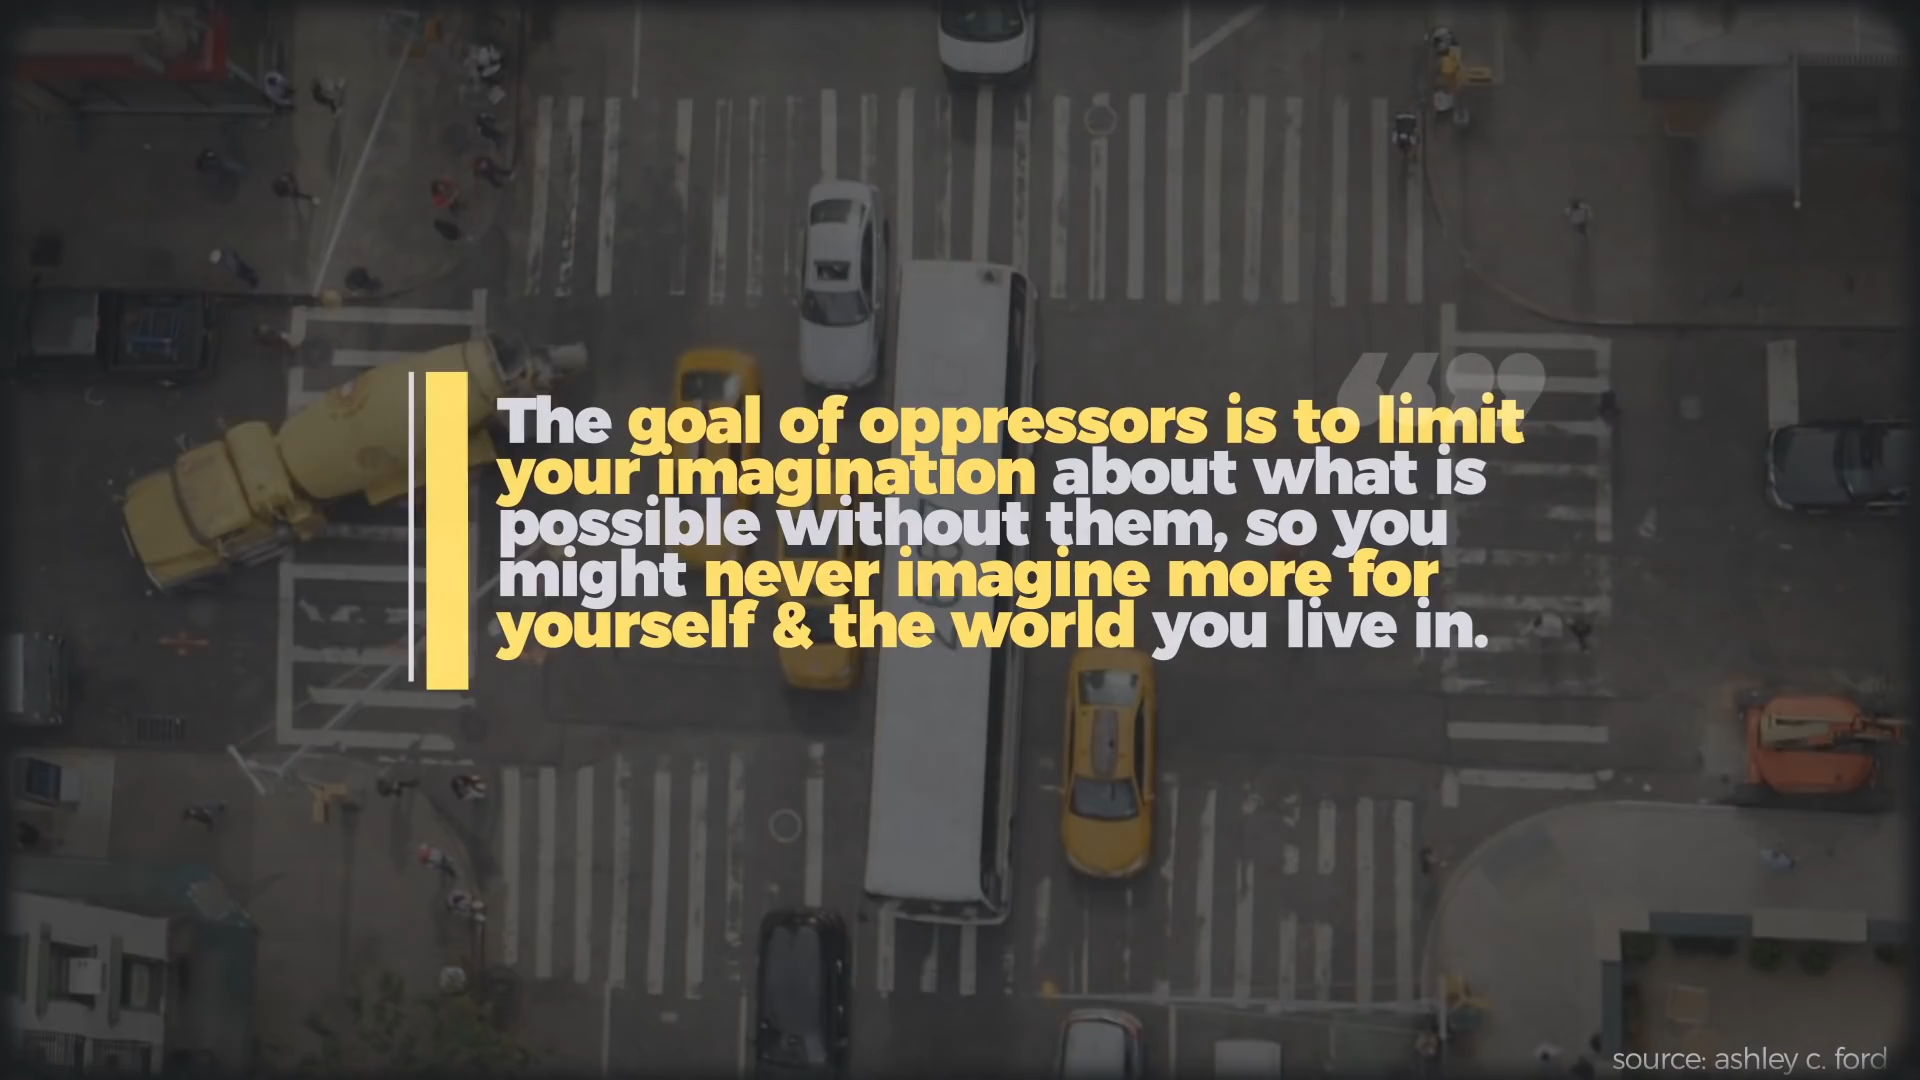 The goal of oppressors is to limit
your imagination about what is
possible without them, so you
might never imagine more for
yourself & the world you live in.
source: ashley c. ford